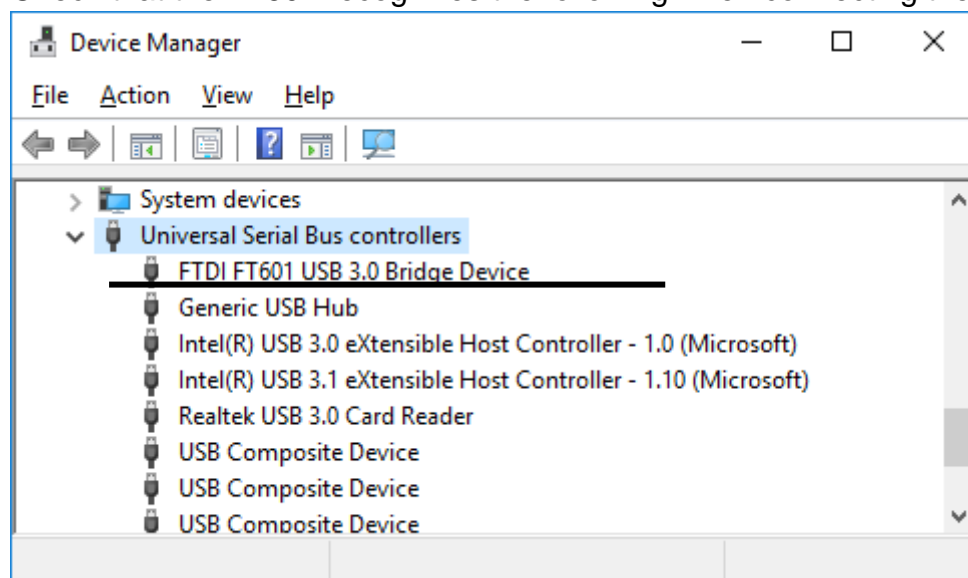 Device Manager
File Action View Help
System devices
Universal Serial Bus controllers
FTDI FT601 USB 3.0 Bridge Device
Generic USB Hub
Intel(R) USB 3.0 eXtensible Host Controller - 1.0 (Microsoft)
Intel(R) USB 3.1 eXtensible Host Controller - 1.10 (Microsoft)
Realtek USB 3.0 Card Reader
USB Composite Device
USB Composite Device
USB Composite Device